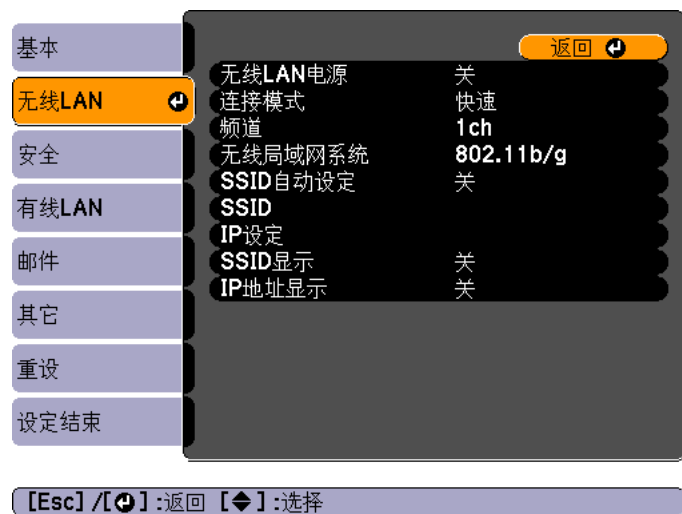 基本
无线LAN
安全
有线LAN
邮件
其它
重设
设定结束
返回
无线LAN电源 关
连接模式 快速
频道 1ch
无线局域网系统 802.11b/g
SSID自动设定 关
SSID
IP设定
SSID显示 关
IP地址显示 关
[Esc] /[ ] :返回 [ ] :选择